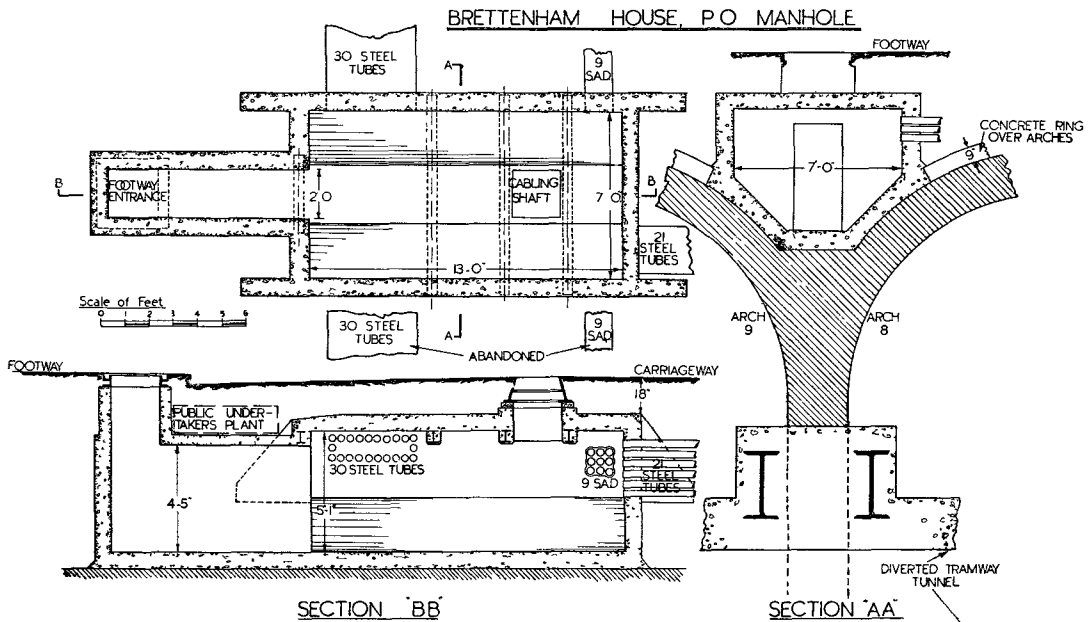 BRETTENHAM HOUSE, P O MANHOLE
30 STEEL
TUBES
A
9
SAD
FOOTWAY
CONCRETE RING
OVER ARCHES
9"
B
FOOTWAY
ENTRANCE
2'0"
CABLING
SHAFT
7'0"
B
7'-0"
21
STEEL
TUBES
13'-0"
Scale of Feet
0 1 2 3 4 5 6
30 STEEL
TUBES
A
9
SAD
ABANDONED
ARCH
9
ARCH
8
FOOTWAY
CARRIAGEWAY
18"
PUBLIC UNDER-
TAKERS PLANT
30 STEEL TUBES
9 SAD
21
STEEL
TUBES
4'-5"
5'-1"
DIVERTED TRAMWAY
TUNNEL
SECTION "BB"
SECTION "AA"